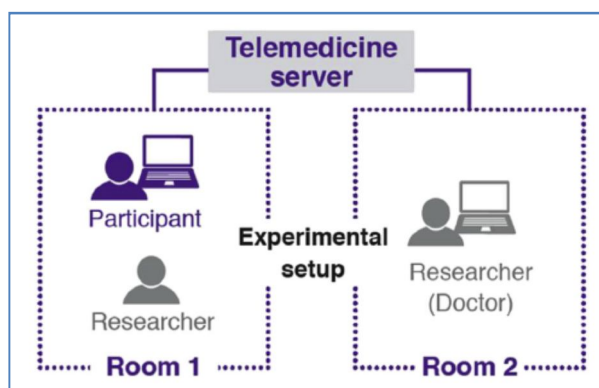 Telemedicine
server
Participant
Researcher
Room 1
Experimental
setup
Researcher
(Doctor)
Room 2